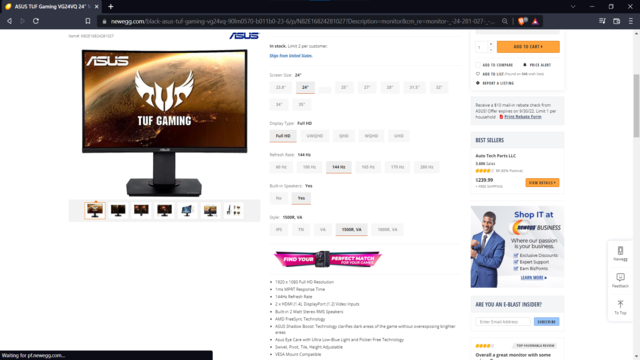 ASUS TUF Gaming VG24VQ 24"
newegg.com/black-asus-tuf-gaming-vg24vq-90lm0570-b011b0-23-6/p/N82E16824281027?Description=monitor&cm_re=monitor-_-24-281-027-_-
Home
ASUS
ASUS
TUF GAMING
In stock. Limit 2 per customer.
Ships from United States.
Screen Size: 24"
23.6" 24" 25" 27" 28" 31.5" 32"
34" 35"
Display Type: Full HD
Full HD UWQHD QHD WQHD UHD
Refresh Rate: 144 Hz
60 Hz 100 Hz 144 Hz 165 Hz 170 Hz 280 Hz
Built-in Speakers: Yes
No Yes
Style: 1500R, VA
IPS TN VA 1500R, VA 1800R, VA
FIND YOUR PERFECT MATCH
FOR YOUR GAMING
1920 x 1080 Full HD Resolution
1ms MPRT Response Time
144Hz Refresh Rate
2 x HDMI (1.4), DisplayPort (1.2) Video Inputs
Built-in 2 Watt Stereo RMS Speakers
AMD FreeSync Technology
ASUS Shadow Boost: Technology clarifies dark areas of the game without overexposing brighter
areas
Asus Eye Care with Ultra Low-Blue Light and Flicker-Free Technology
Swivel, Pivot, Tile, Height Adjustable
VESA Mount Compatible
1
ADD TO CART
ADD TO COMPARE
PRICE ALERT
ADD TO LIST
REPORT A LISTING
Receive a $10 mail-in rebate check from
ASUS! Offer expires on 9/30/22. Limit 1 per
household.
Print Rebate Form
BEST SELLERS
Auto Tech Parts LLC
Sales
$239.99
VIEW DETAILS
Shop IT at
newegg BUSINESS
Where our passion
is your business.
Exclusive Discounts
Expert Support
Earn BizPoints
LEARN MORE
ARE YOU AN E-BLAST INSIDER?
Enter Email Address
SUBSCRIBE
TOP FAVORABLE REVIEW
Overall a great monitor with some
Newegg
Feedback
To Top
Waiting for pf.newegg.com...